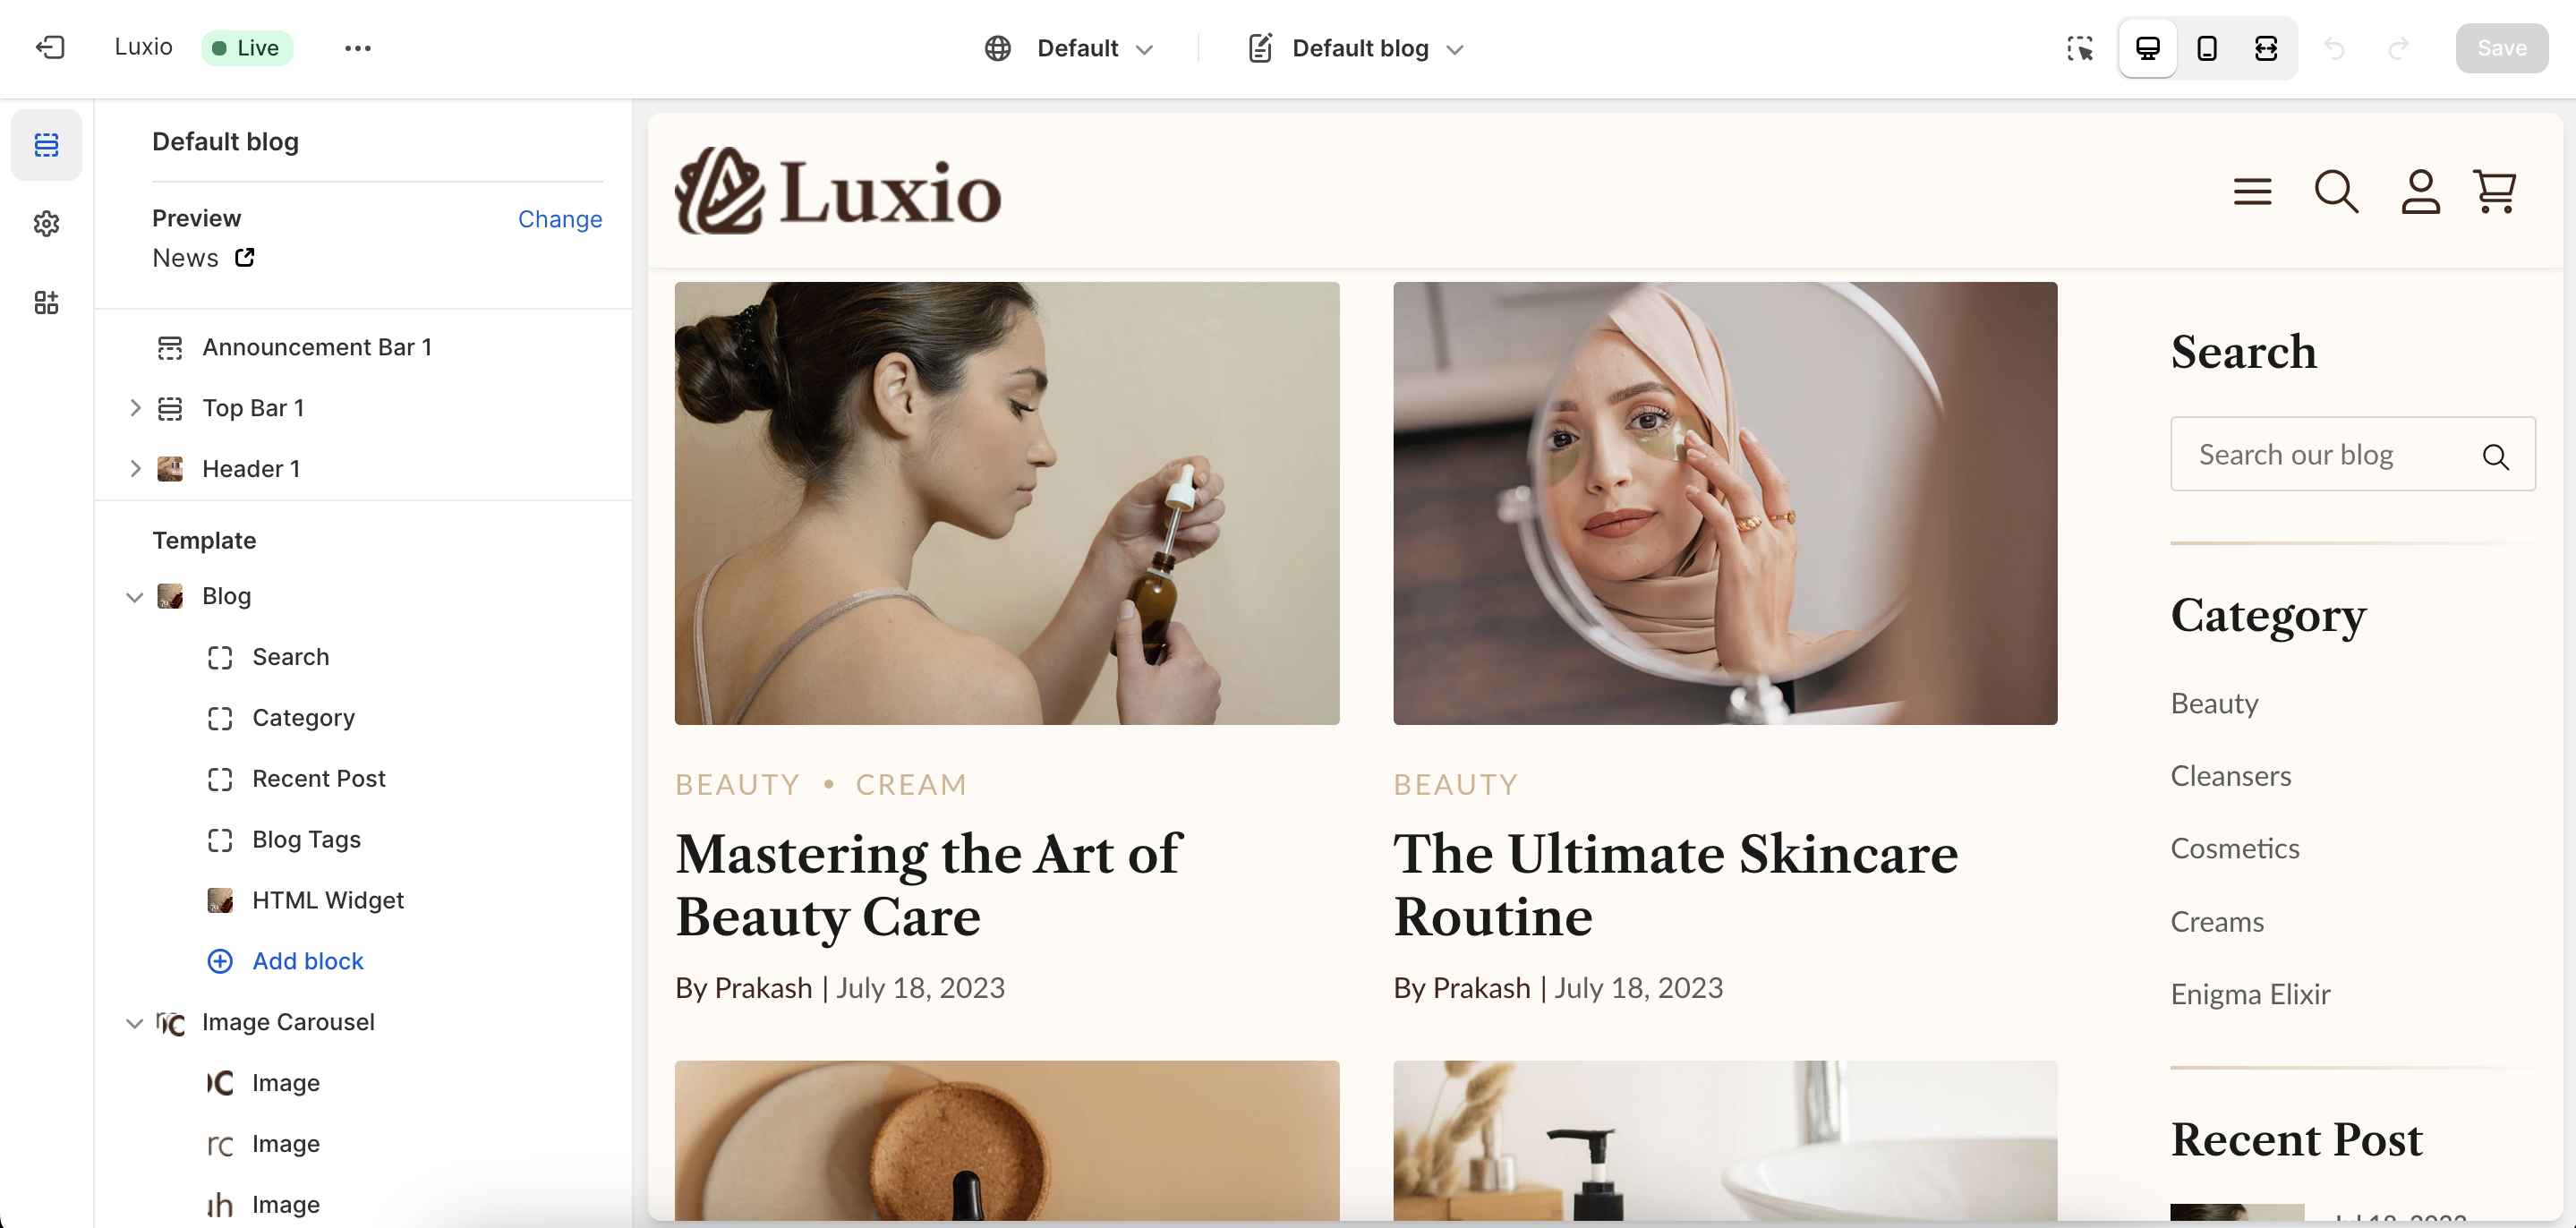 Luxio
Live
Default
Default blog
Save
Default blog
Preview
Change
News
Announcement Bar 1
Top Bar 1
Header 1
Template
Blog
Search
Category
Recent Post
Blog Tags
HTML Widget
Add block
Image Carousel
Image
Image
Image
Luxio
BEAUTY • CREAM
Mastering the Art of
Beauty Care
By Prakash | July 18, 2023
BEAUTY
The Ultimate Skincare
Routine
By Prakash | July 18, 2023
Search
Search our blog
Category
Beauty
Cleansers
Cosmetics
Creams
Enigma Elixir
Recent Post